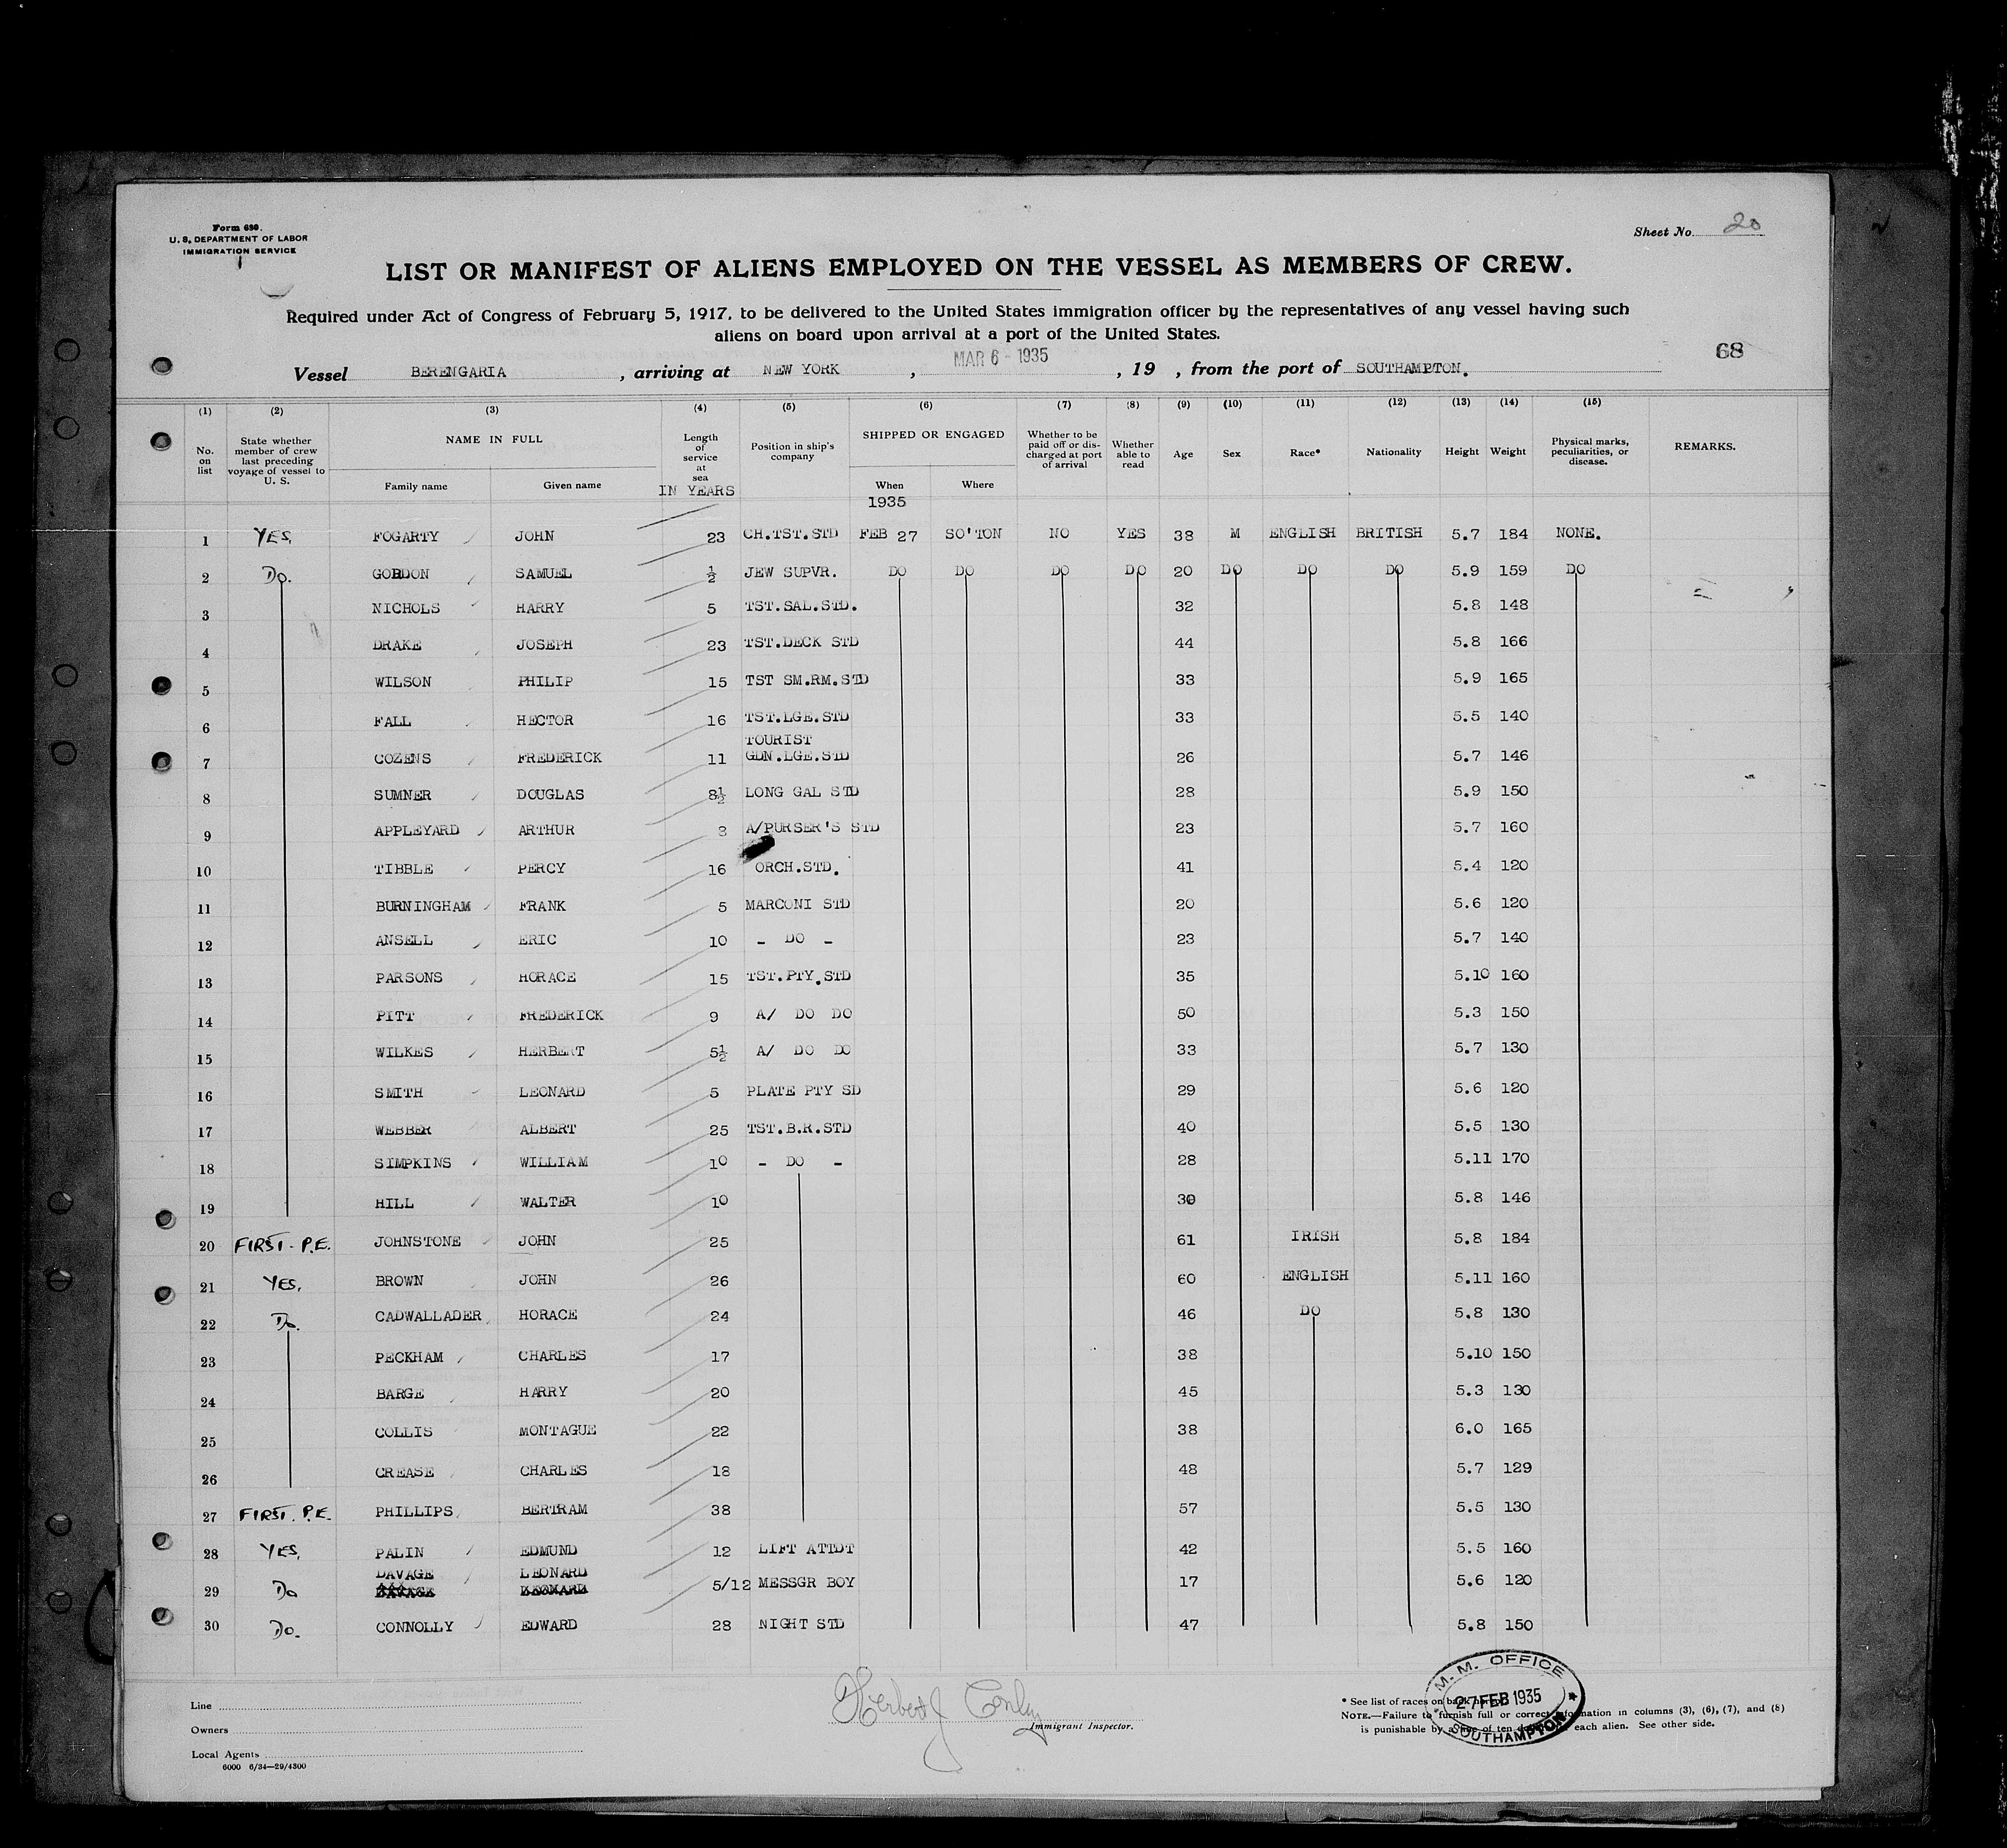 Form 680.
U. S. DEPARTMENT OF LABOR
IMMIGRATION SERVICE
Sheet No. 20
LIST OR MANIFEST OF ALIENS EMPLOYED ON THE VESSEL AS MEMBERS OF CREW.
Required under Act of Congress of February 5, 1917, to be delivered to the United States immigration officer by the representatives of any vessel having such
aliens on board upon arrival at a port of the United States.
68
Vessel BERENGARIA , arriving at NEW YORK , MAR 6 - 1935 , 19 , from the port of SOUTHAMPTON.
(1) (2) (3) (4) (5) (6) (7) (8) (9) (10) (11) (12) (13) (14) (15)
No. on list State whether member of crew last preceding voyage of vessel to U. S. NAME IN FULL Family name Given name Length of service at sea IN YEARS Position in ship's company SHIPPED OR ENGAGED When 1935 Where Whether to be paid off or discharged at port of arrival Whether able to read Age Sex Race* Nationality Height Weight Physical marks, peculiarities, or disease. REMARKS.
1 YES. FOGARTY JOHN 23 CH.TST.STD FEB 27 SO'TON NO YES 38 M ENGLISH BRITISH 5.7 184 NONE.
2 Do. GORDON SAMUEL ½ JEW SUPVR. DO DO DO DO 20 DO DO DO 5.9 159 DO
3 NICHOLS HARRY 5 TST.SAL.STD. 32 5.8 148
4 DRAKE JOSEPH 23 TST.DECK STD 44 5.8 166
5 WILSON PHILIP 15 TST SM.RM.STD 33 5.9 165
6 FALL HECTOR 16 TST.LGE.STD 33 5.5 140
7 COZENS FREDERICK 11 TOURIST GDN.LGE.STD 26 5.7 146
8 SUMNER DOUGLAS 8½ LONG GAL STD 28 5.9 150
9 APPLEYARD ARTHUR 3 A/PURSER'S STD 23 5.7 160
10 TIBBLE PERCY 16 ORCH.STD. 41 5.4 120
11 BURNINGHAM FRANK 5 MARCONI STD 20 5.6 120
12 ANSELL ERIC 10 - DO - 23 5.7 140
13 PARSONS HORACE 15 TST.PTY.STD 35 5.10 160
14 PITT FREDERICK 9 A/ DO DO 50 5.3 150
15 WILKES HERBERT 5½ A/ DO DO 33 5.7 130
16 SMITH LEONARD 5 PLATE PTY SD 29 5.6 120
17 WEBBER ALBERT 25 TST.B.R.STD 40 5.5 130
18 SIMPKINS WILLIAM 10 - DO - 28 5.11 170
19 HILL WALTER 10 30 5.8 146
20 FIRST - P.E. JOHNSTONE JOHN 25 61 IRISH 5.8 184
21 YES. BROWN JOHN 26 60 ENGLISH 5.11 160
22 Do. CADWALLADER HORACE 24 46 DO 5.8 130
23 PECKHAM CHARLES 17 38 5.10 150
24 BARGE HARRY 20 45 5.3 130
25 COLLIS MONTAGUE 22 38 6.0 165
26 CREASE CHARLES 18 48 5.7 129
27 FIRST. P.E. PHILLIPS BERTRAM 38 57 5.5 130
28 YES. PALIN EDMUND 12 LIFT ATTDT 42 5.5 160
29 Do DAVAGE LEONARD 5/12 MESSGR BOY 17 5.6 120
30 Do. CONNOLLY EDWARD 28 NIGHT STD 47 5.8 150
Line
Owners
Local Agents
6000 6/34—29/4300
Herbert J Conley
Immigrant Inspector.
* See list of races on back
NOTE.—Failure to furnish full or correct information in columns (3), (6), (7), and (8)
is punishable by a of ten each alien. See other side.
M. M. OFFICE
27 FEB 1935
SOUTHAMPTON